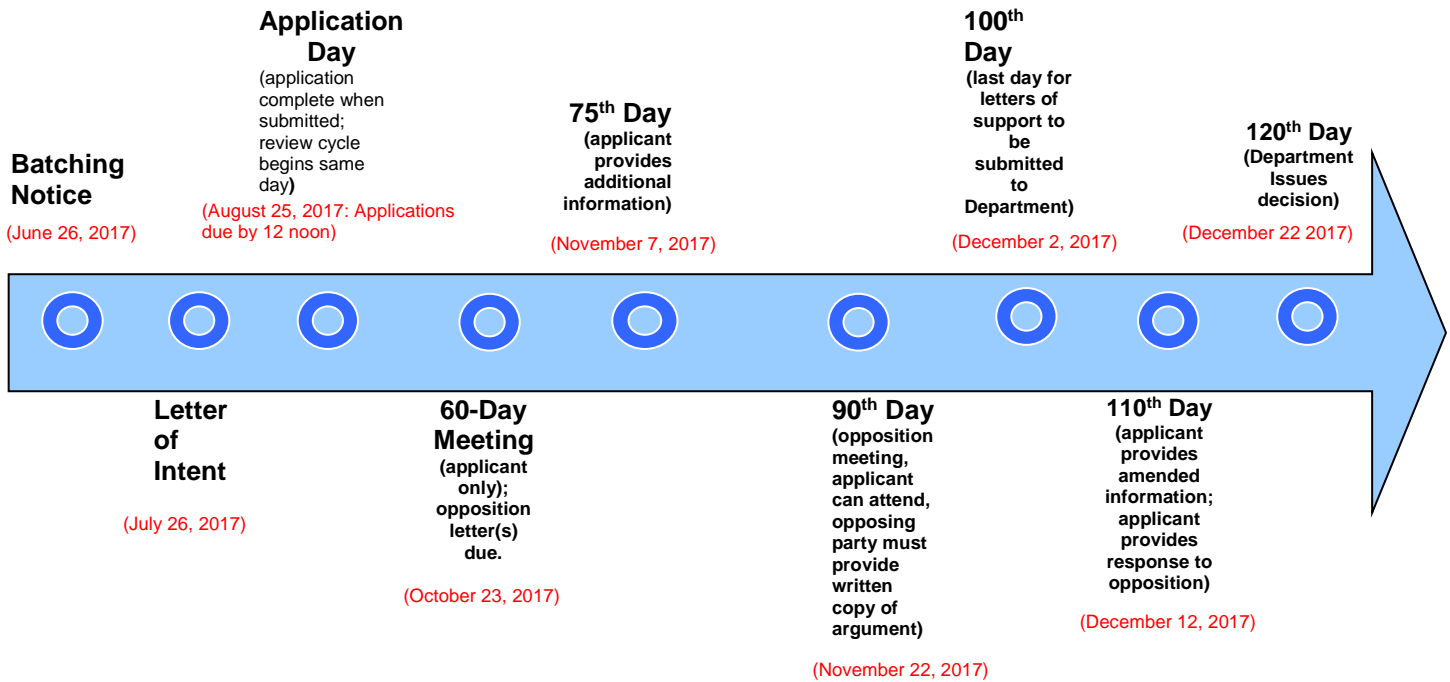 Batching
Notice
(June 26, 2017)
Letter
of
Intent
(July 26, 2017)
Application
Day
(application
complete when
submitted;
review cycle
begins same
day)
(August 25, 2017: Applications
due by 12 noon)
60-Day
Meeting
(applicant
only);
opposition
letter(s)
due.
(October 23, 2017)
75th Day
(applicant
provides
additional
information)
(November 7, 2017)
90th Day
(opposition
meeting,
applicant
can attend,
opposing
party must
provide
written
copy of
argument)
(November 22, 2017)
100th
Day
(last day for
letters of
support to
be
submitted
to
Department)
(December 2, 2017)
110th Day
(applicant
provides
amended
information;
applicant
provides
response to
opposition)
(December 12, 2017)
120th Day
(Department
Issues
decision)
(December 22 2017)